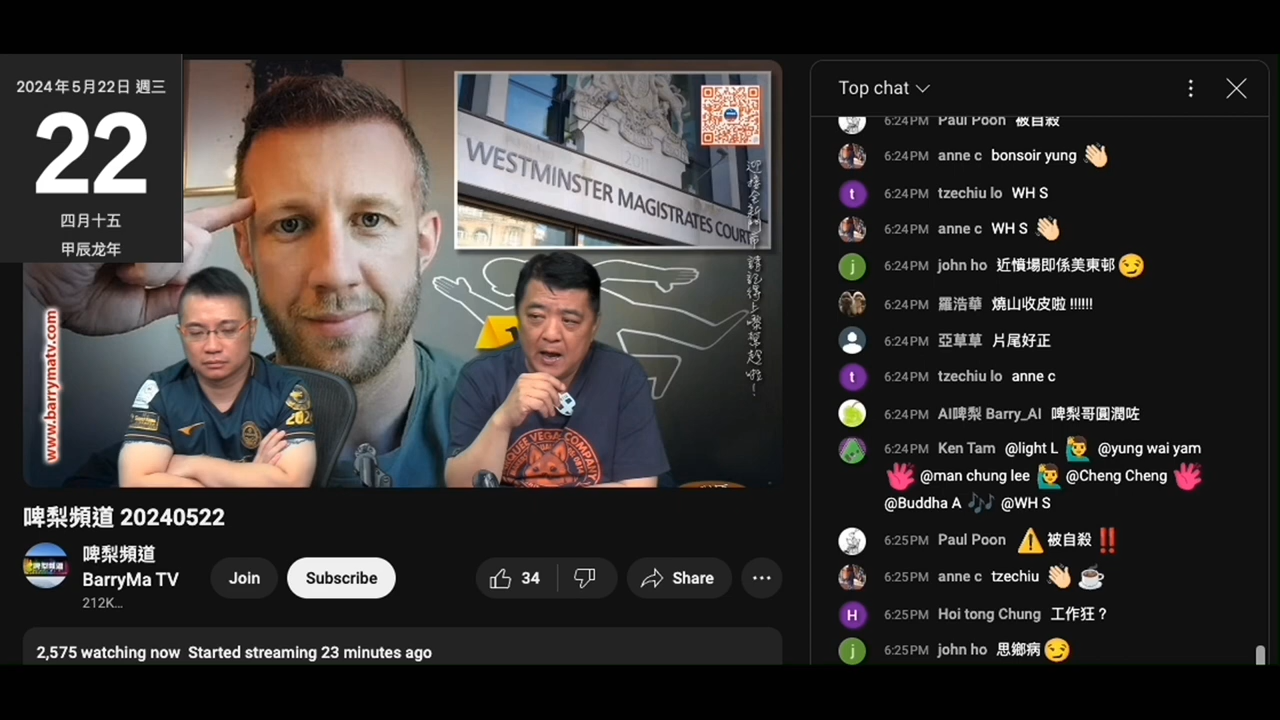 2024年5月22日 週三
22
四月十五
甲辰龙年
2011
WESTMINSTER MAGISTRATES COURT
www.barrymatv.com
202
QUEE VEGA COMPANY
啤梨頻道 20240522
啤梨頻道
BarryMa TV
212K...
Join
Subscribe
34
Share
2,575 watching now Started streaming 23 minutes ago
Top chat
6:24PM Paul Poon 被自殺
6:24PM anne c bonsoir yung 👋🏻
t
6:24PM tzechiu lo WH S
6:24PM anne c WH S 👋🏻
j
6:24PM john ho 近憤場即係美東邨 😏
6:24PM 羅浩華 燒山收皮啦 !!!!!!
6:24PM 亞草草 片尾好正
t
6:24PM tzechiu lo anne c
6:24PM AI啤梨 Barry_AI 啤梨哥圓潤咗
6:24PM Ken Tam @light L 🙋‍♂️ @yung wai yam
👋 @man chung lee 🙋‍♂️ @Cheng Cheng 👋
@Buddha A 🎶 @WH S
6:25PM Paul Poon ⚠️ 被自殺 ‼️
6:25PM anne c tzechiu 👋🏻 ☕
H
6:25PM Hoi tong Chung 工作狂？
j
6:25PM john ho 思鄉病 😏